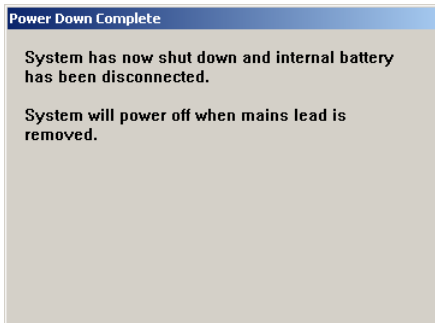 Power Down Complete
System has now shut down and internal battery
has been disconnected.
System will power off when mains lead is
removed.